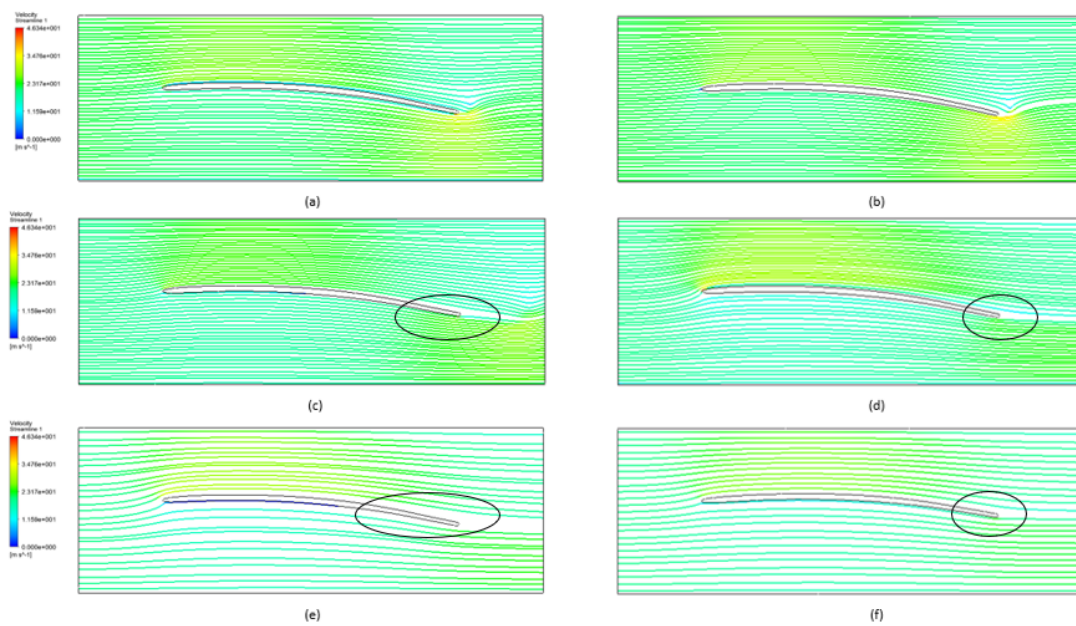 Velocity
Streamline 1
4.634e+001
3.476e+001
2.317e+001
1.159e+001
0.000e+000
[m s^-1]
(a)
(b)
Velocity
Streamline 1
4.634e+001
3.476e+001
2.317e+001
1.159e+001
0.000e+000
[m s^-1]
(c)
(d)
Velocity
Streamline 1
4.634e+001
3.476e+001
2.317e+001
1.159e+001
0.000e+000
[m s^-1]
(e)
(f)